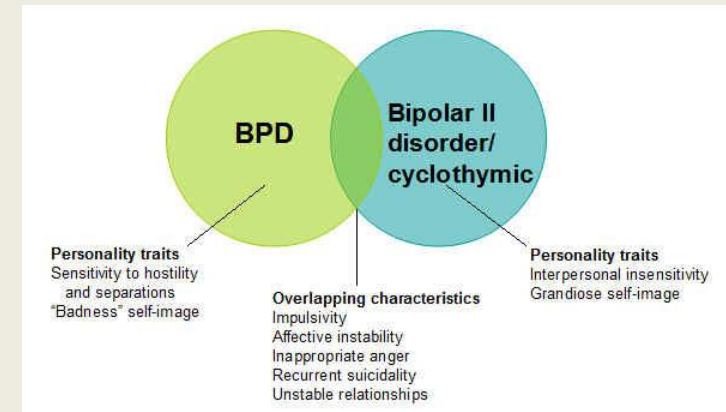 BPD
Bipolar II
disorder/
cyclothymic
Personality traits
Sensitivity to hostility
and separations
"Badness" self-image
Overlapping characteristics
Impulsivity
Affective instability
Inappropriate anger
Recurrent suicidality
Unstable relationships
Personality traits
Interpersonal insensitivity
Grandiose self-image